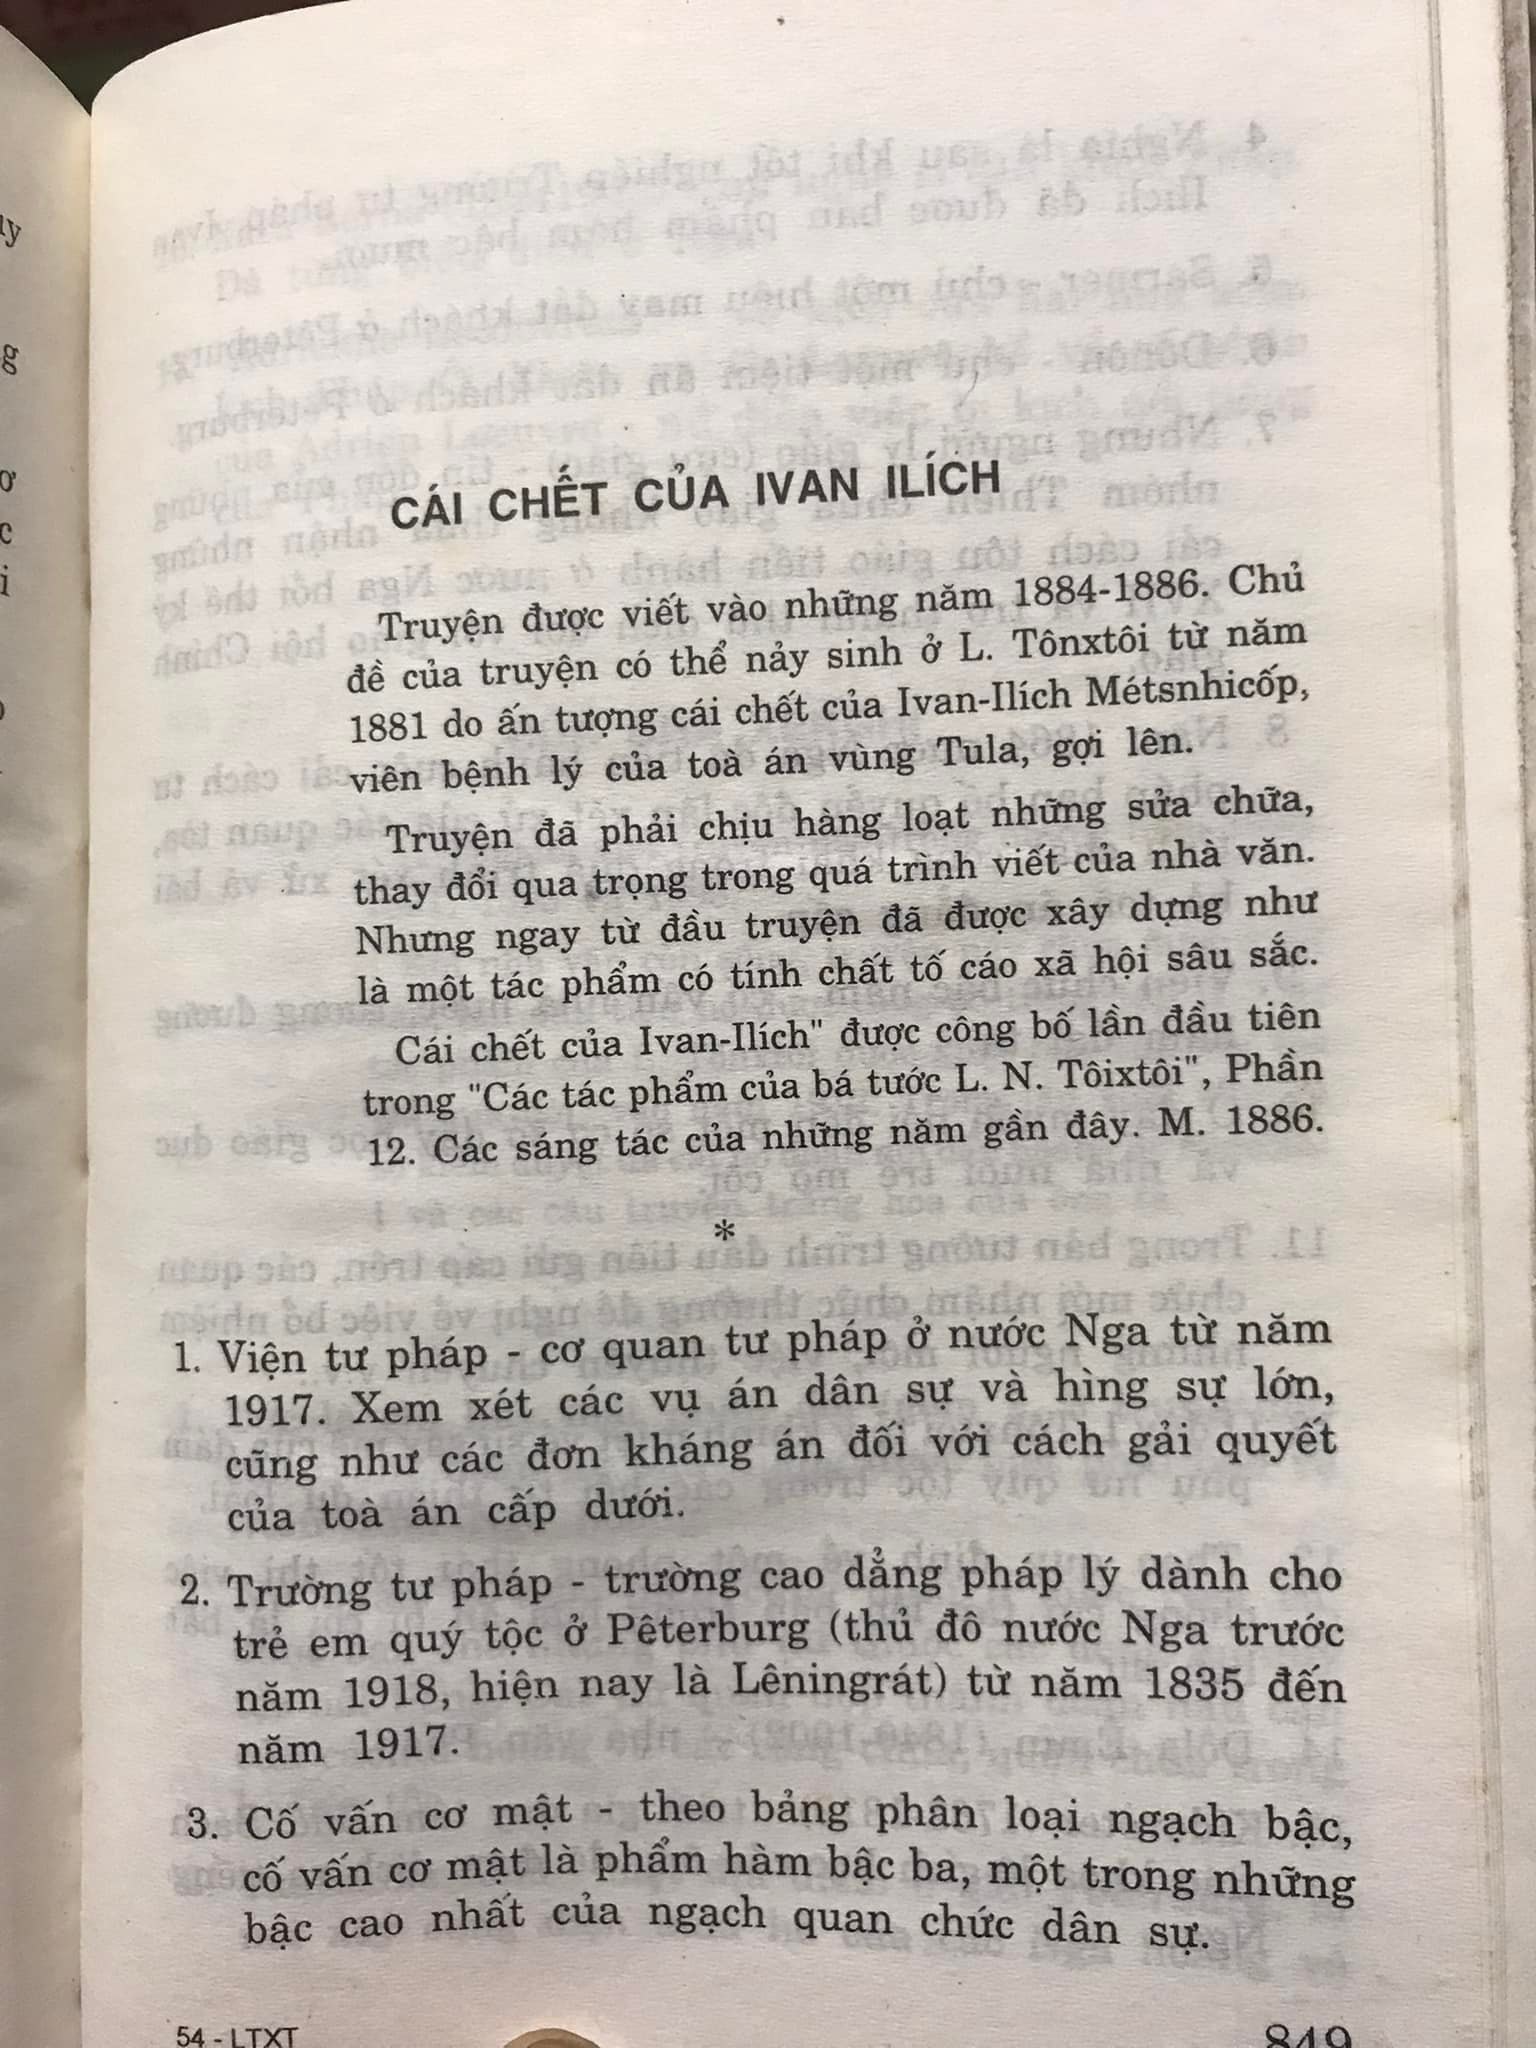 CÁI CHẾT CỦA IVAN ILÍCH
Truyện được viết vào những năm 1884-1886. Chủ
đề của truyện có thể nảy sinh ở L. Tônxtôi từ năm
1881 do ấn tượng cái chết của Ivan-Ilích Métsnhicốp,
viên bệnh lý của toà án vùng Tula, gợi lên.
Truyện đã phải chịu hàng loạt những sửa chữa,
thay đổi qua trọng trong quá trình viết của nhà văn.
Nhưng ngay từ đầu truyện đã được xây dựng như
là một tác phẩm có tính chất tố cáo xã hội sâu sắc.
Cái chết của Ivan-Ilích" được công bố lần đầu tiên
trong "Các tác phẩm của bá tước L. N. Tôixtôi", Phần
12. Các sáng tác của những năm gần đây. M. 1886.
*
1. Viện tư pháp - cơ quan tư pháp ở nước Nga từ năm
1917. Xem xét các vụ án dân sự và hìng sự lớn,
cũng như các đơn kháng án đối với cách gải quyết
của toà án cấp dưới.
2. Trường tư pháp - trường cao dẳng pháp lý dành cho
trẻ em quý tộc ở Pêterburg (thủ đô nước Nga trước
năm 1918, hiện nay là Lêningrát) từ năm 1835 đến
năm 1917.
3. Cố vấn cơ mật - theo bảng phân loại ngạch bậc,
cố vấn cơ mật là phẩm hàm bậc ba, một trong những
bậc cao nhất của ngạch quan chức dân sự.
54 - LTXT
849